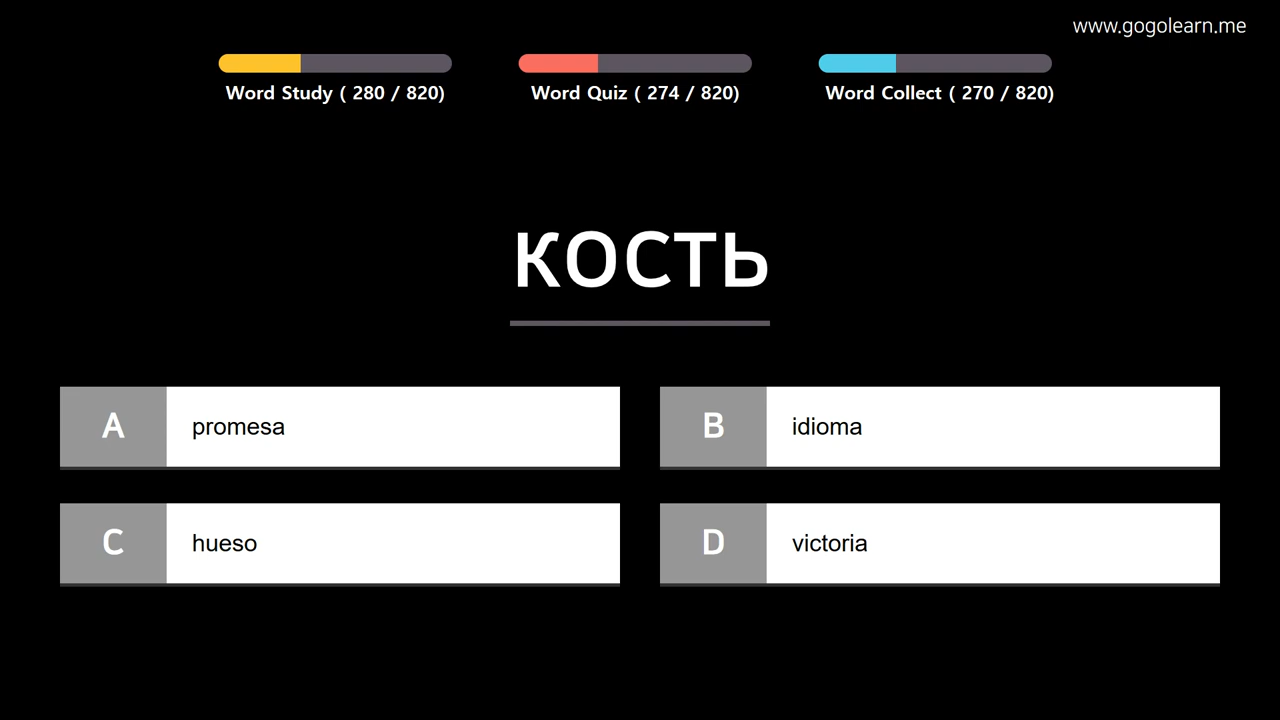 www.gogolearn.me
Word Study ( 280 / 820)
Word Quiz ( 274 / 820)
Word Collect ( 270 / 820)
кость
A promesa
B idioma
C hueso
D victoria